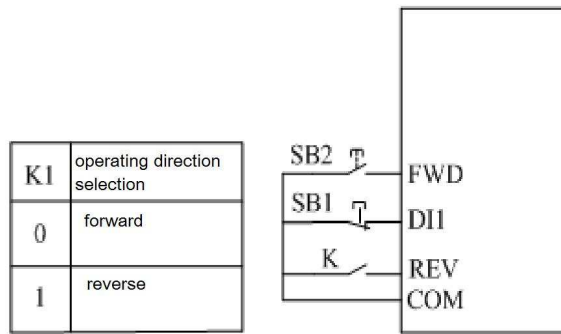 K1
operating direction
selection
0
forward
1
reverse
SB2
FWD
SB1
DI1
K
REV
COM